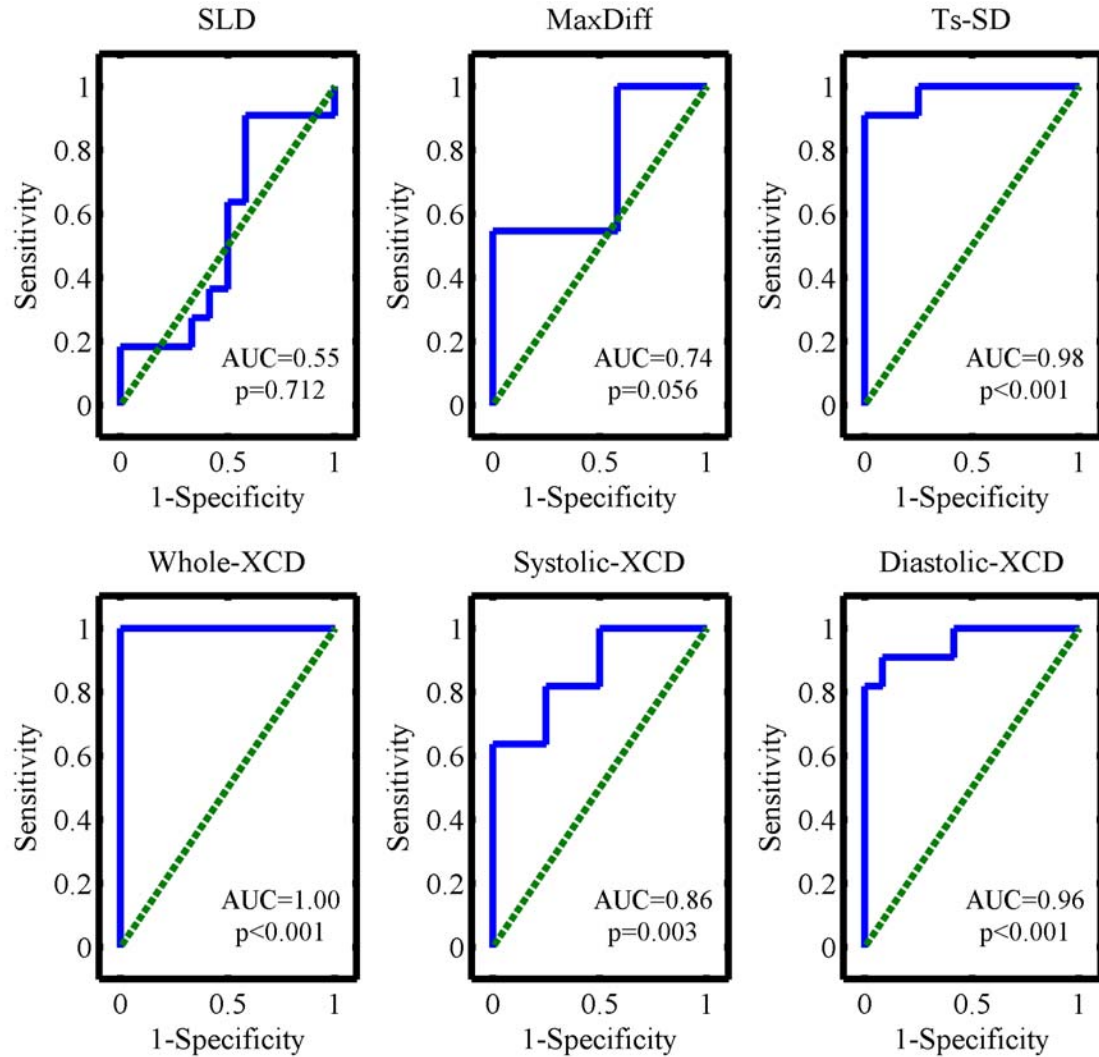 SLD
MaxDiff
Ts-SD
Sensitivity
1
0.8
0.6
0.4
0.2
0
AUC=0.55
p=0.712
0 0.5 1
1-Specificity
Sensitivity
1
0.8
0.6
0.4
0.2
0
AUC=0.74
p=0.056
0 0.5 1
1-Specificity
Sensitivity
1
0.8
0.6
0.4
0.2
0
AUC=0.98
p<0.001
0 0.5 1
1-Specificity
Whole-XCD
Systolic-XCD
Diastolic-XCD
Sensitivity
1
0.8
0.6
0.4
0.2
0
AUC=1.00
p<0.001
0 0.5 1
1-Specificity
Sensitivity
1
0.8
0.6
0.4
0.2
0
AUC=0.86
p=0.003
0 0.5 1
1-Specificity
Sensitivity
1
0.8
0.6
0.4
0.2
0
AUC=0.96
p<0.001
0 0.5 1
1-Specificity